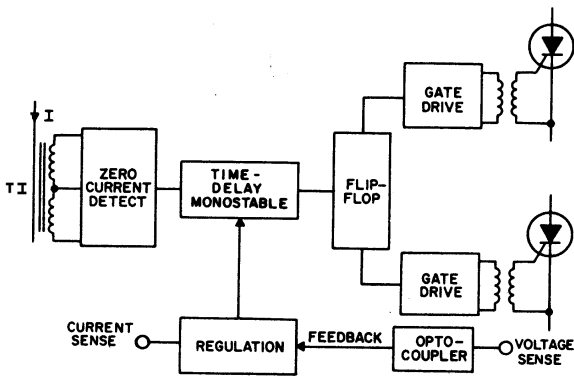 I
TI
ZERO
CURRENT
DETECT
TIME-
DELAY
MONOSTABLE
FLIP-
FLOP
GATE
DRIVE
GATE
DRIVE
CURRENT
SENSE
REGULATION
FEEDBACK
OPTO-
COUPLER
VOLTAGE
SENSE